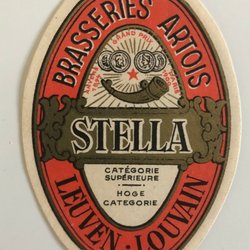 BRASSERIES ARTOIS
GRAND PRIX
STELLA
CATÉGORIE
SUPÉRIEURE
HOGE
CATEGORIE
LEUVEN - LOUVAIN